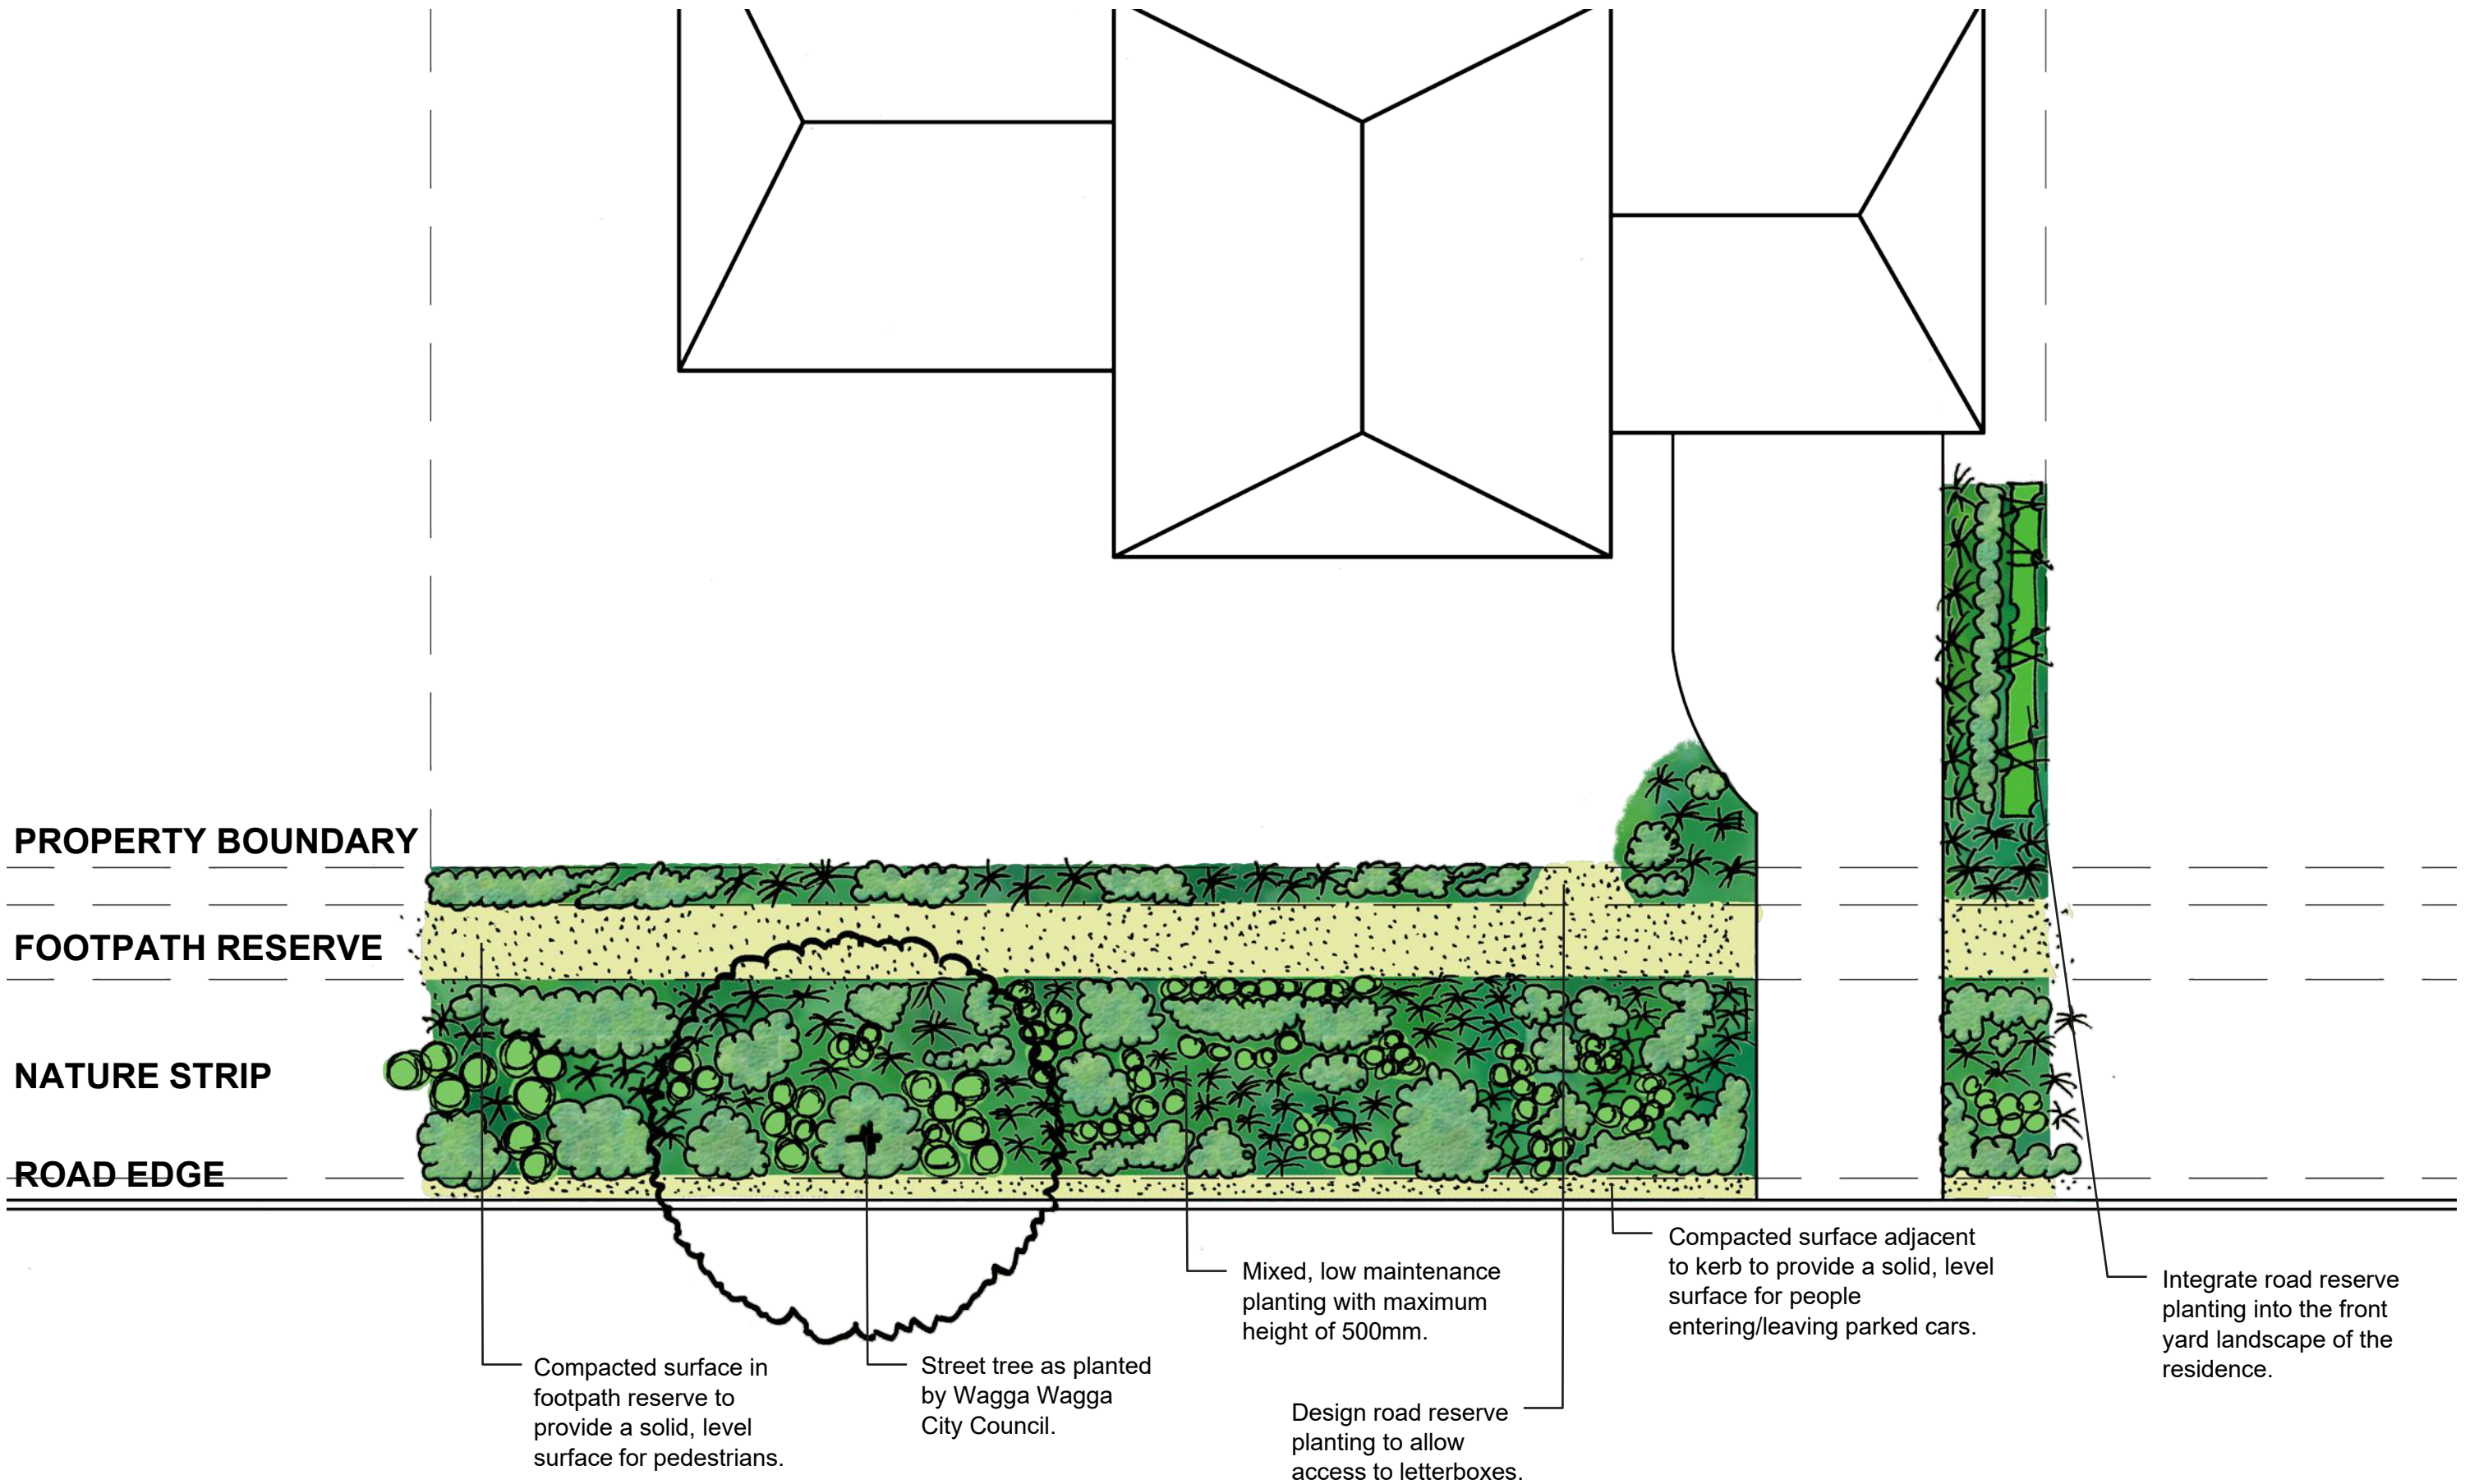 PROPERTY BOUNDARY
FOOTPATH RESERVE
NATURE STRIP
ROAD EDGE
Compacted surface in
footpath reserve to
provide a solid, level
surface for pedestrians.
Street tree as planted
by Wagga Wagga
City Council.
Mixed, low maintenance
planting with maximum
height of 500mm.
Design road reserve
planting to allow
access to letterboxes.
Compacted surface adjacent
to kerb to provide a solid, level
surface for people
entering/leaving parked cars.
Integrate road reserve
planting into the front
yard landscape of the
residence.